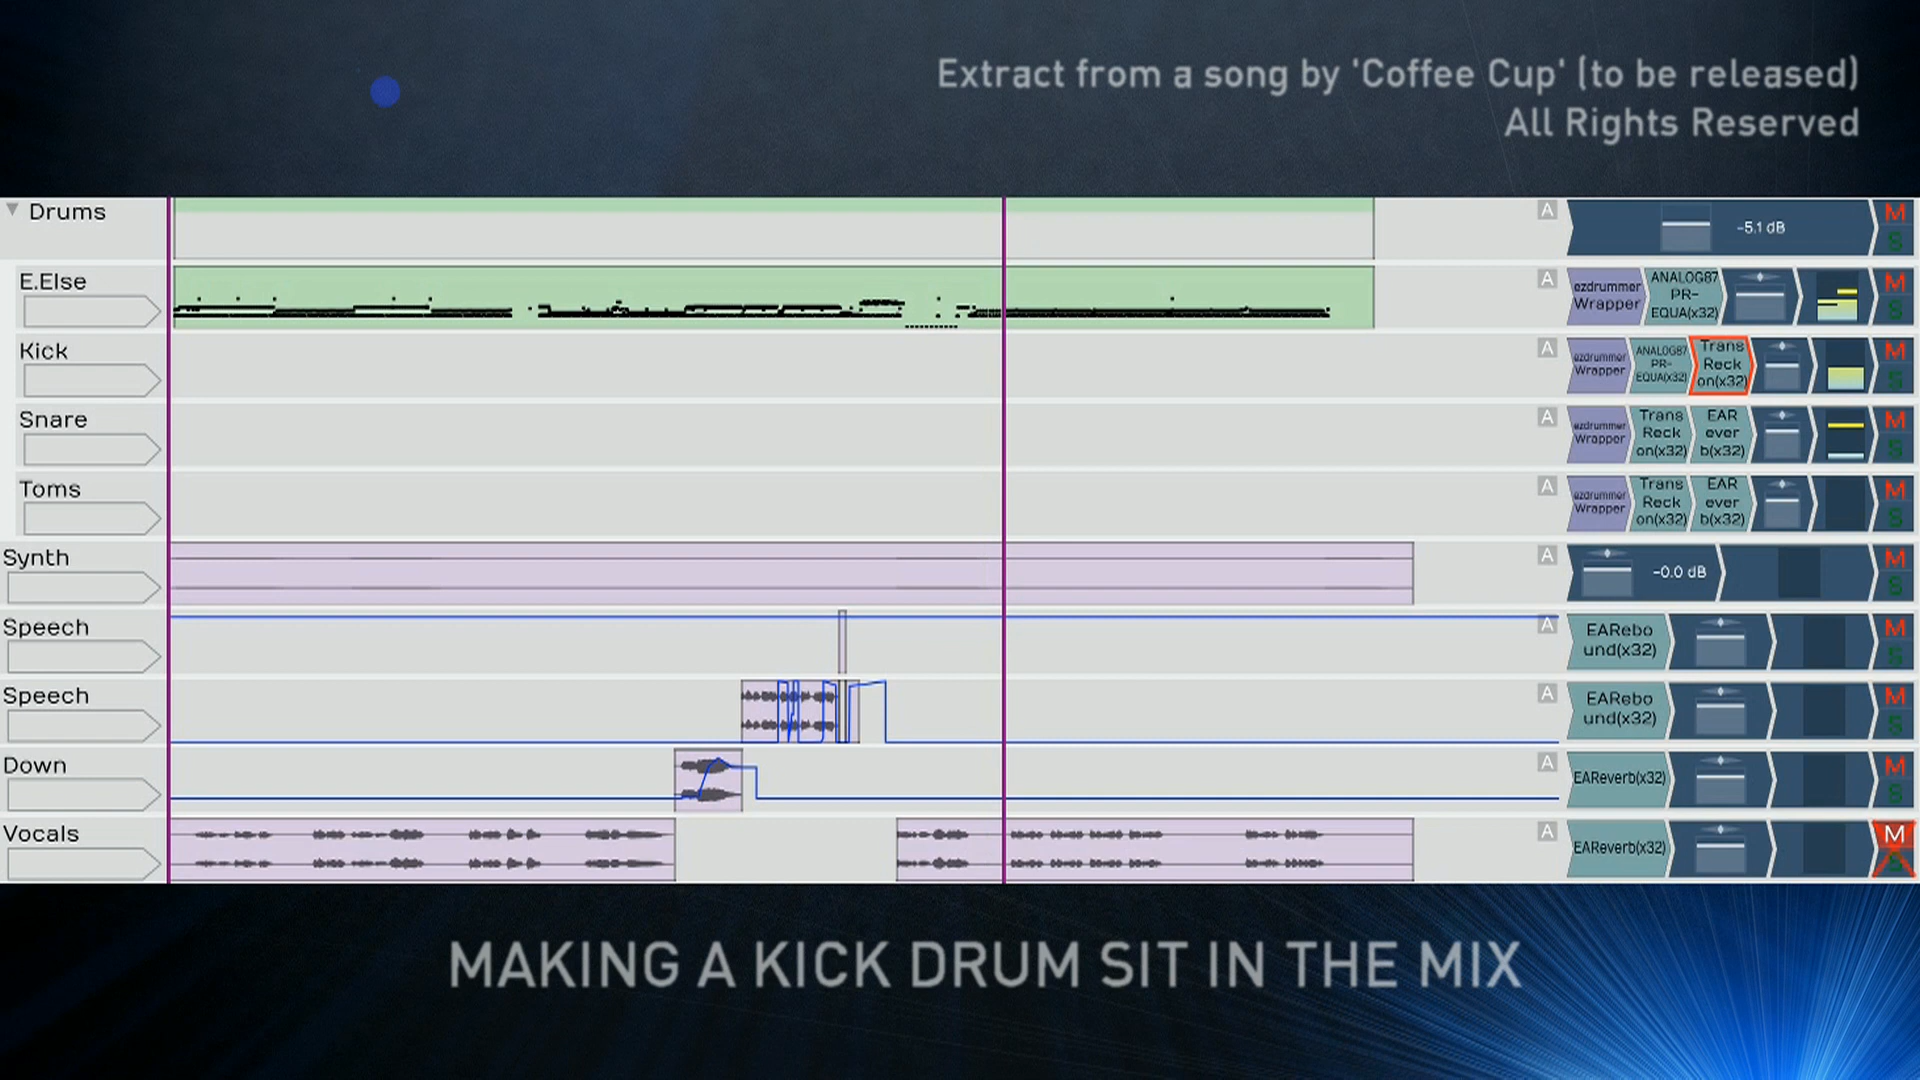 Extract from a song by 'Coffee Cup' (to be released)
All Rights Reserved
Drums
A
-5.1 dB
M
S
E.Else
A
ezdrummer
Wrapper
ANALOG87
PR-
EQUA(x32)
M
S
Kick
A
ezdrummer
Wrapper
ANALOG87
PR-
EQUA(x32)
Trans
Reck
on(x32)
M
S
Snare
A
ezdrummer
Wrapper
Trans
Reck
on(x32)
EAR
ever
b(x32)
M
S
Toms
A
ezdrummer
Wrapper
Trans
Reck
on(x32)
EAR
ever
b(x32)
M
S
Synth
A
-0.0 dB
M
S
Speech
A
EARebo
und(x32)
M
S
Speech
A
EARebo
und(x32)
M
S
Down
A
EAReverb(x32)
M
S
Vocals
A
EAReverb(x32)
M
S
MAKING A KICK DRUM SIT IN THE MIX